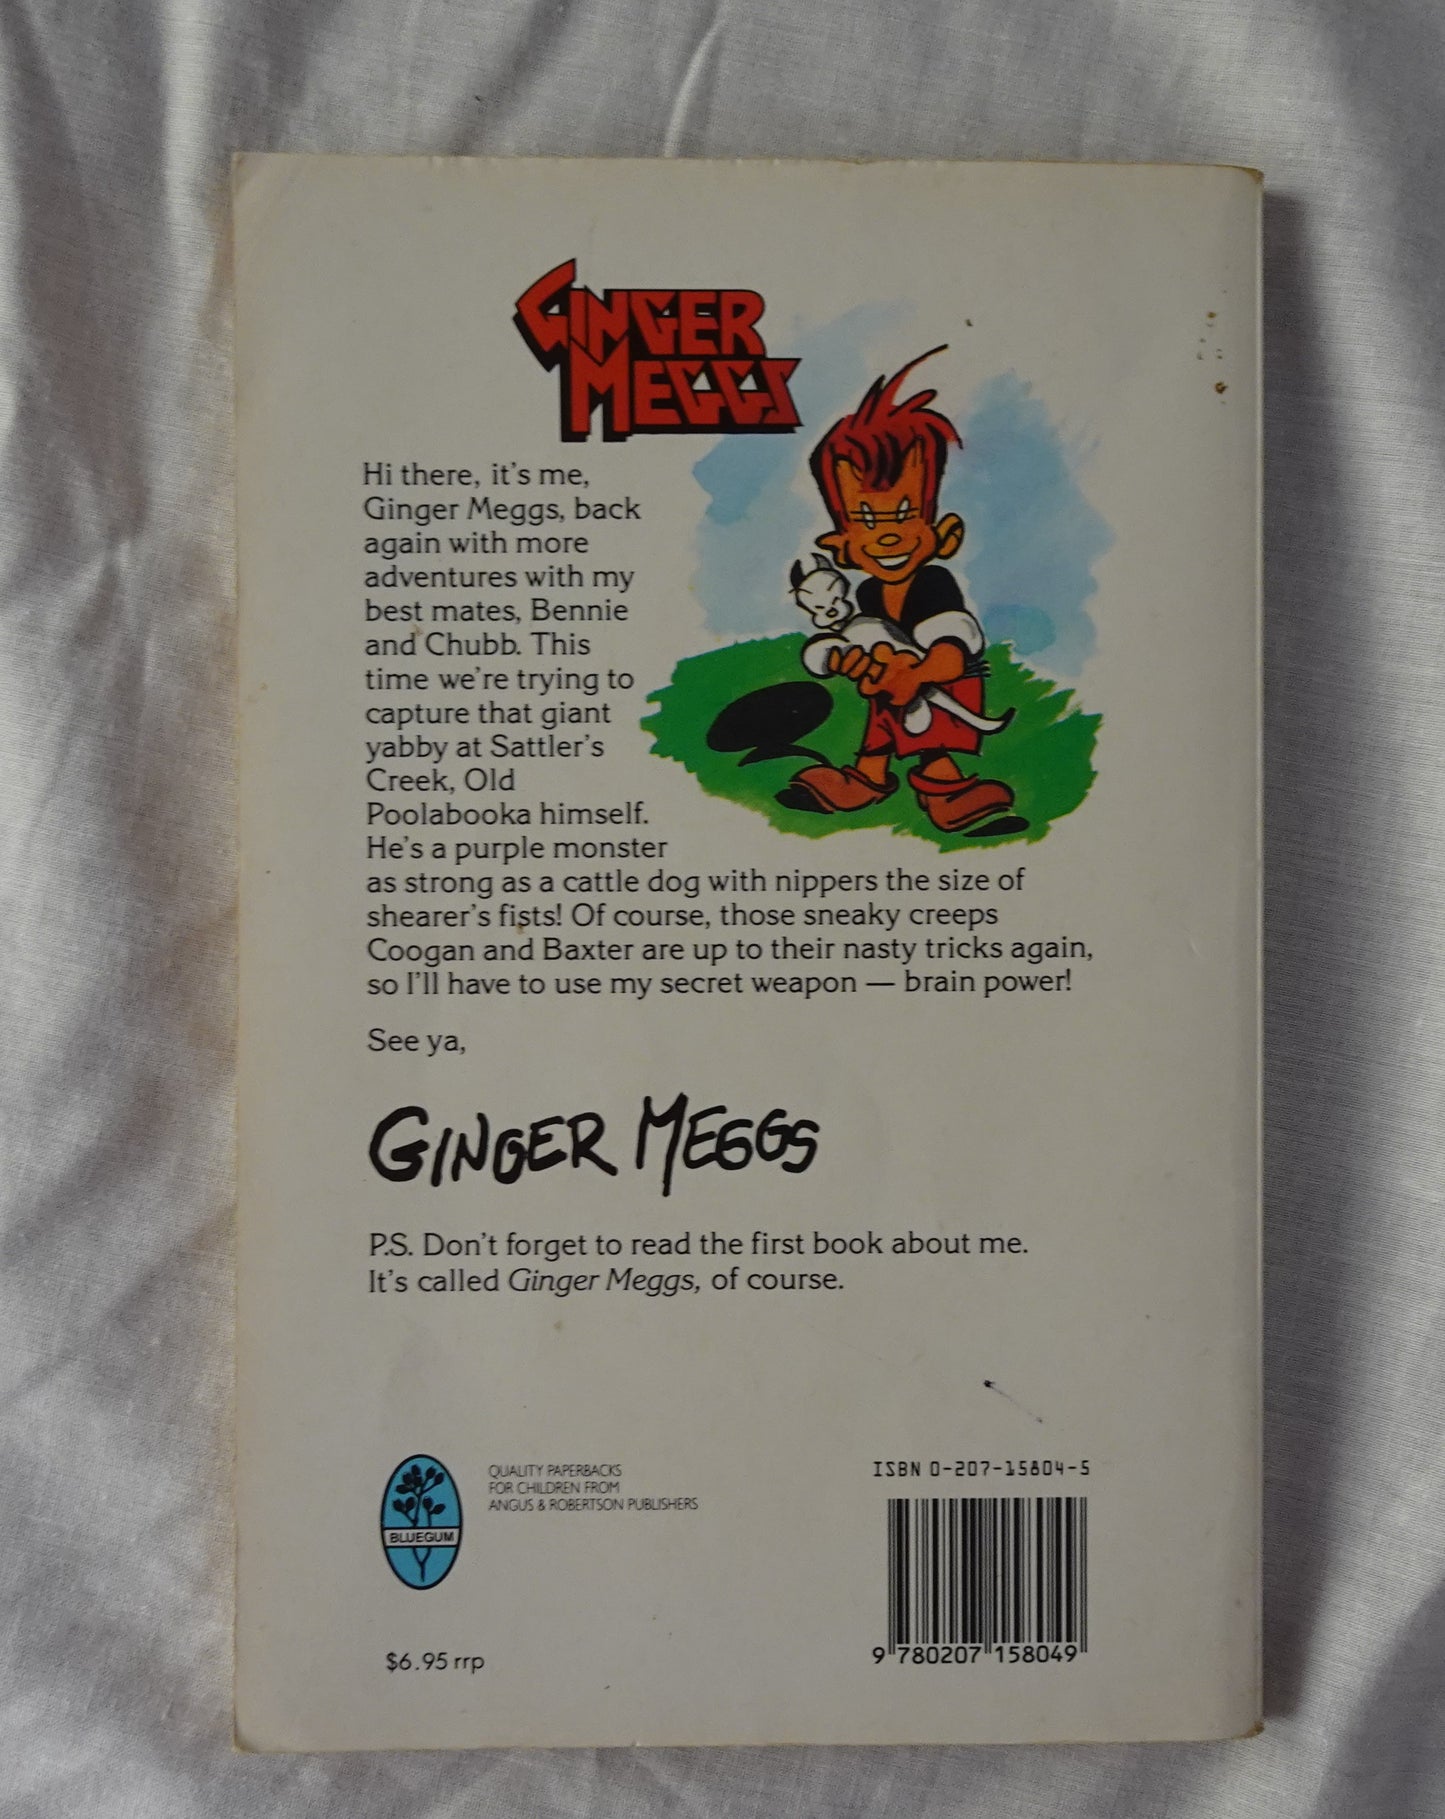 GINGER
MEGGS
Hi there, it's me,
Ginger Meggs, back
again with more
adventures with my
best mates, Bennie
and Chubb. This
time we're trying to
capture that giant
yabby at Sattler's
Creek, Old
Poolabooka himself.
He's a purple monster
as strong as a cattle dog with nippers the size of
shearer's fists! Of course, those sneaky creeps
Coogan and Baxter are up to their nasty tricks again,
so I'll have to use my secret weapon — brain power!
See ya,
GINGER MEGGS
P.S. Don't forget to read the first book about me.
It's called Ginger Meggs, of course.
BLUEGUM
QUALITY PAPERBACKS
FOR CHILDREN FROM
ANGUS & ROBERTSON PUBLISHERS
$6.95 rrp
ISBN 0-207-15804-5
9 780207 158049